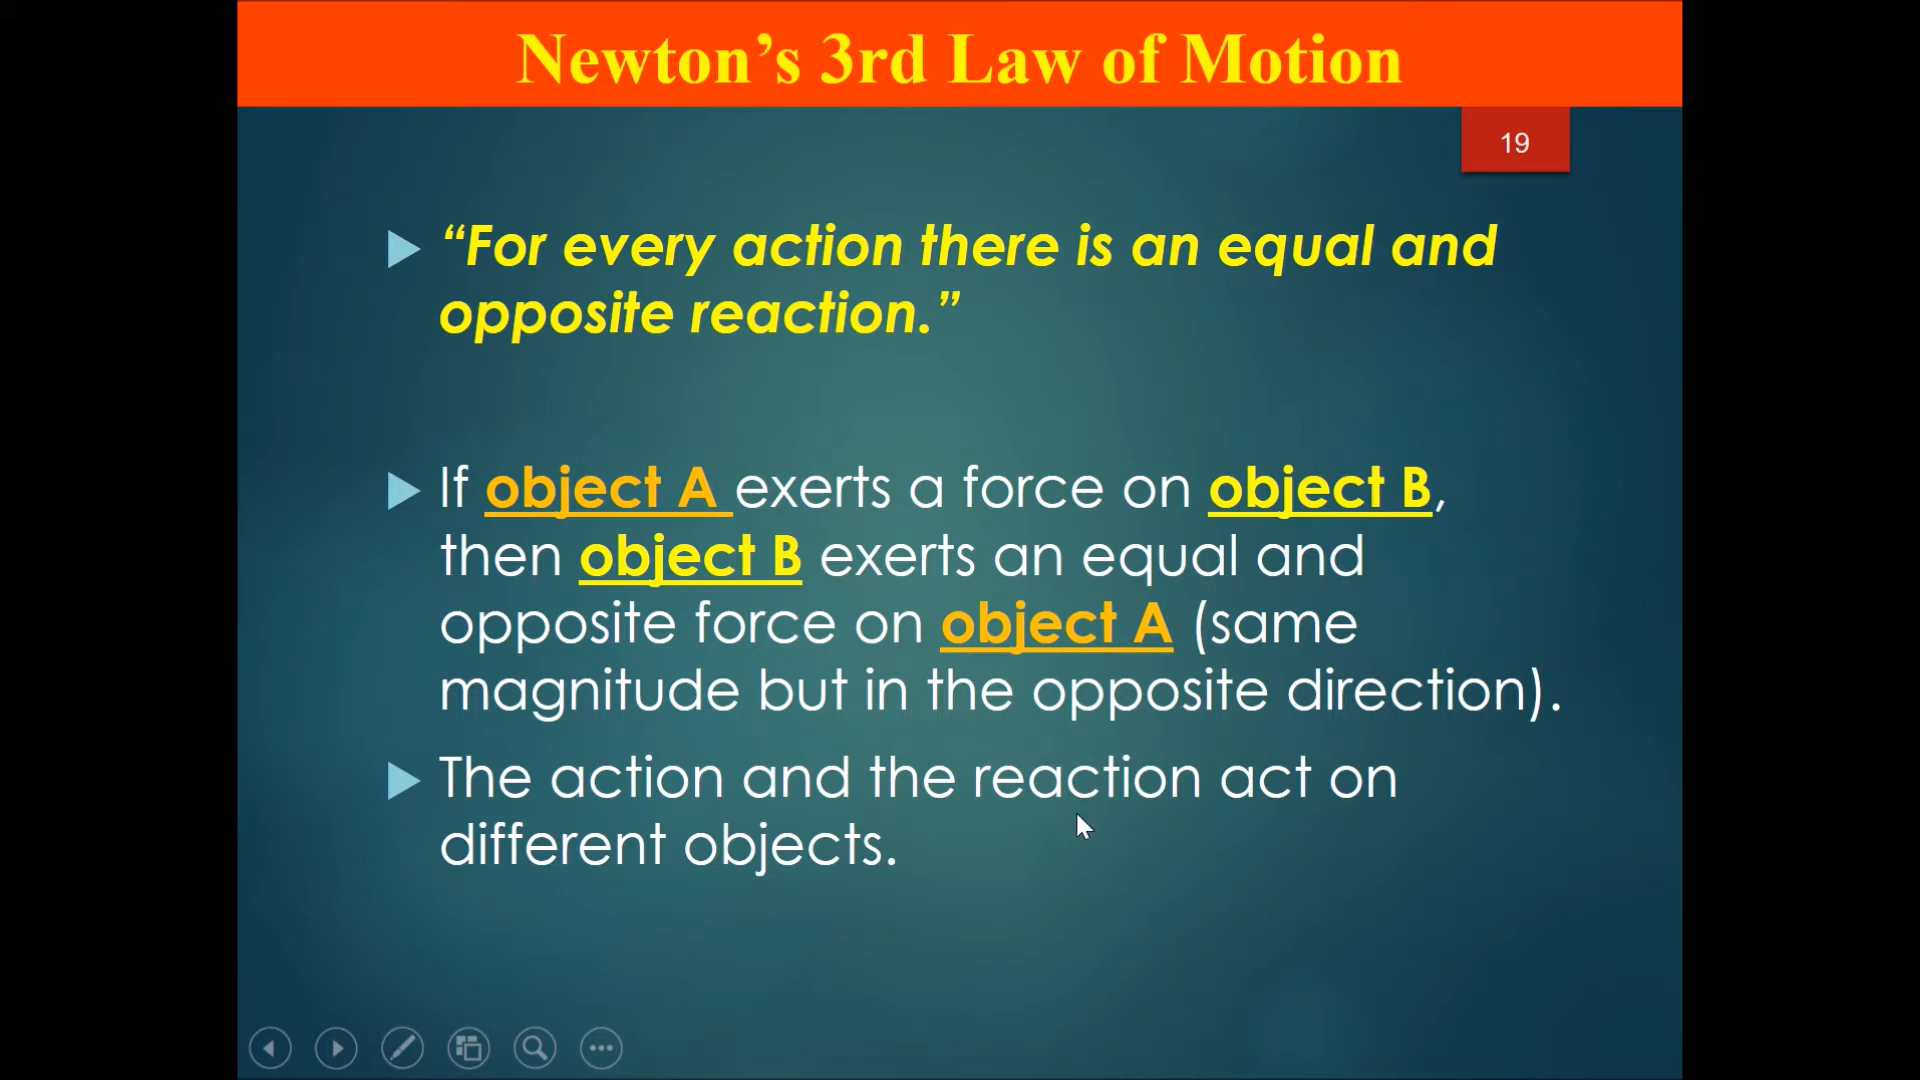 Newton’s 3rd Law of Motion
19
“For every action there is an equal and
opposite reaction.”
If object A exerts a force on object B,
then object B exerts an equal and
opposite force on object A (same
magnitude but in the opposite direction).
The action and the reaction act on
different objects.